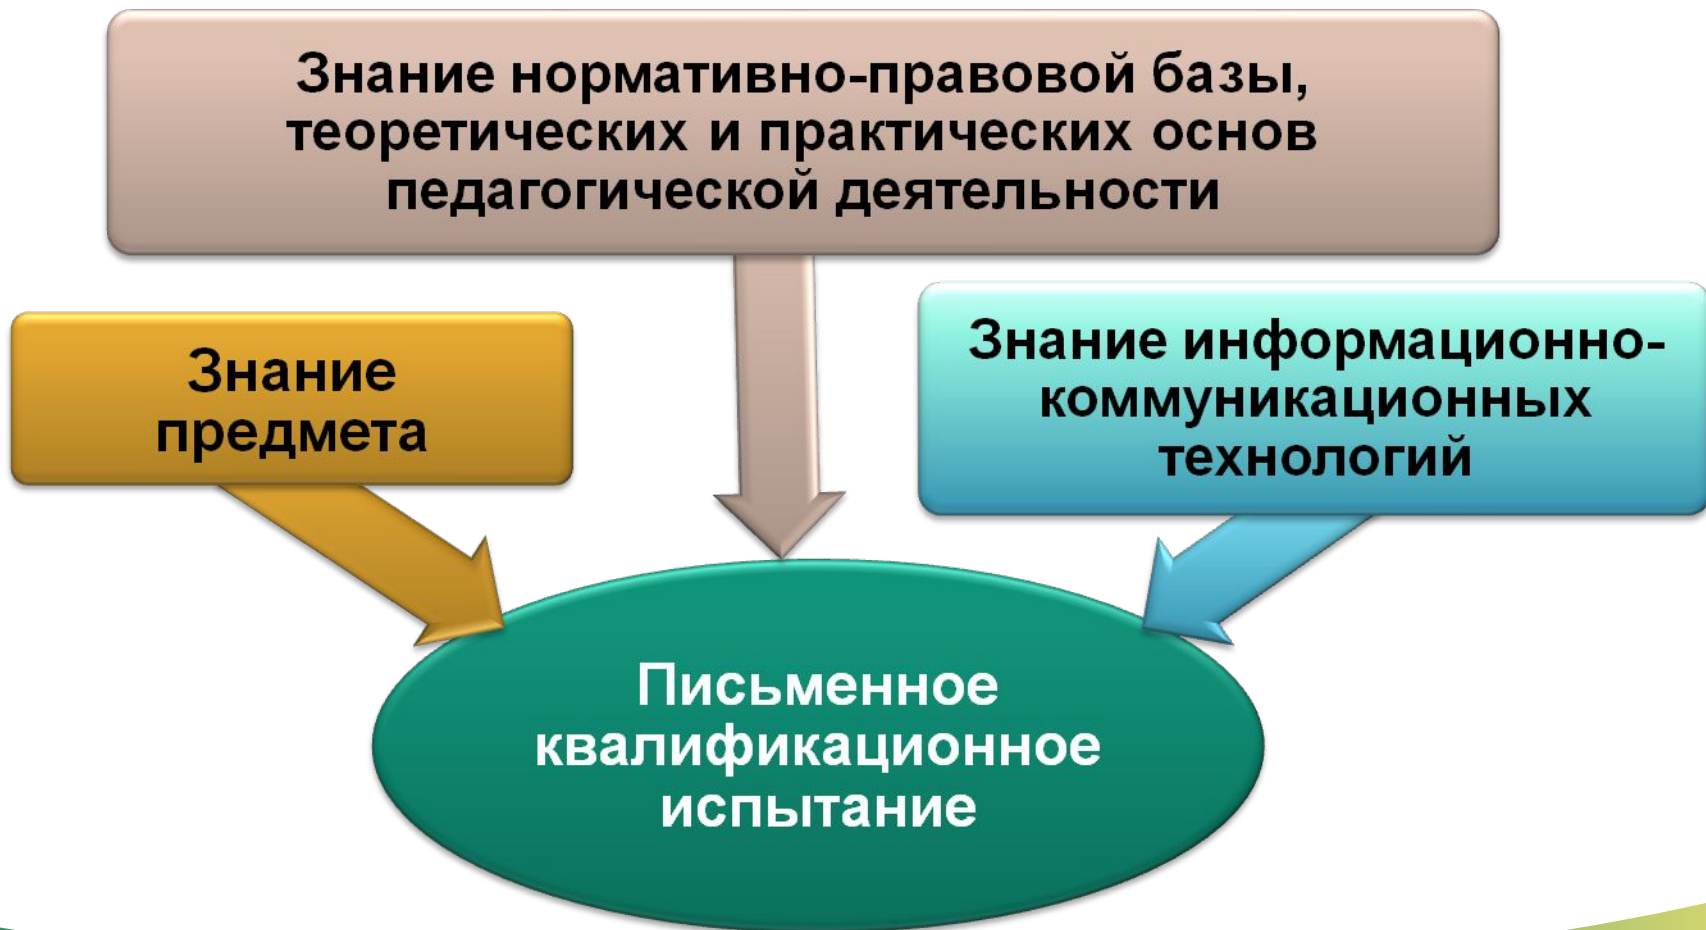 Знание нормативно-правовой базы,
теоретических и практических основ
педагогической деятельности
Знание
предмета
Знание информационно-
коммуникационных
технологий
Письменное
квалификационное
испытание